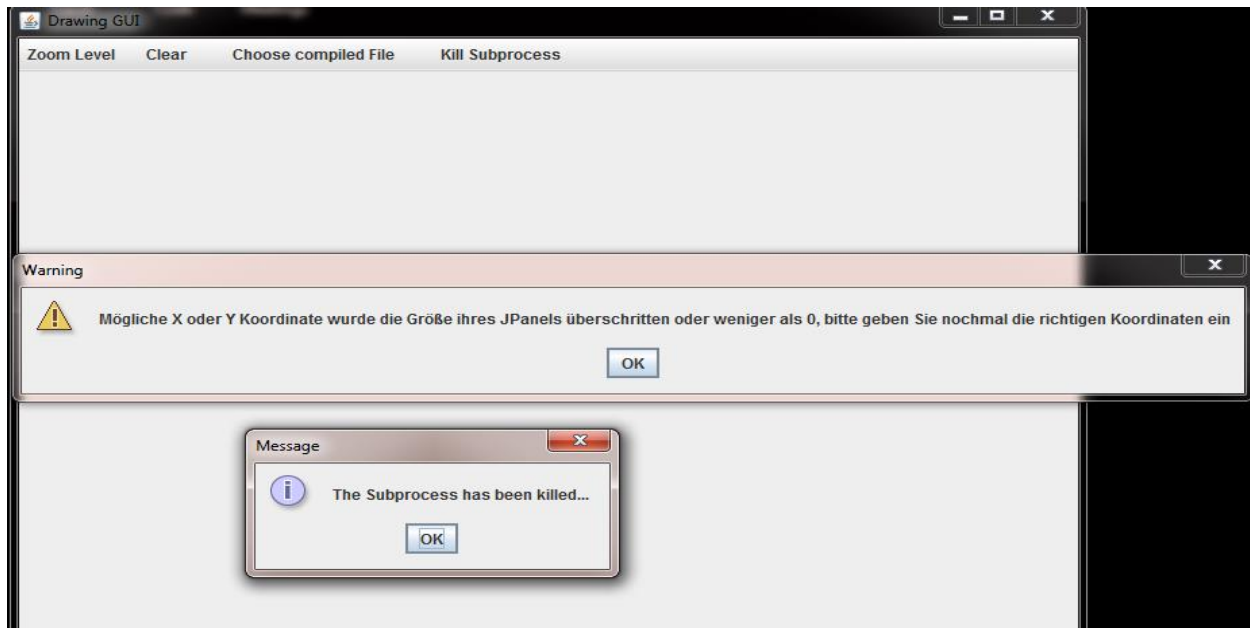 Drawing GUI
Zoom Level Clear Choose compiled File Kill Subprocess
Warning
Mögliche X oder Y Koordinate wurde die Größe ihres JPanels überschritten oder weniger als 0, bitte geben Sie nochmal die richtigen Koordinaten ein
OK
Message
The Subprocess has been killed...
OK